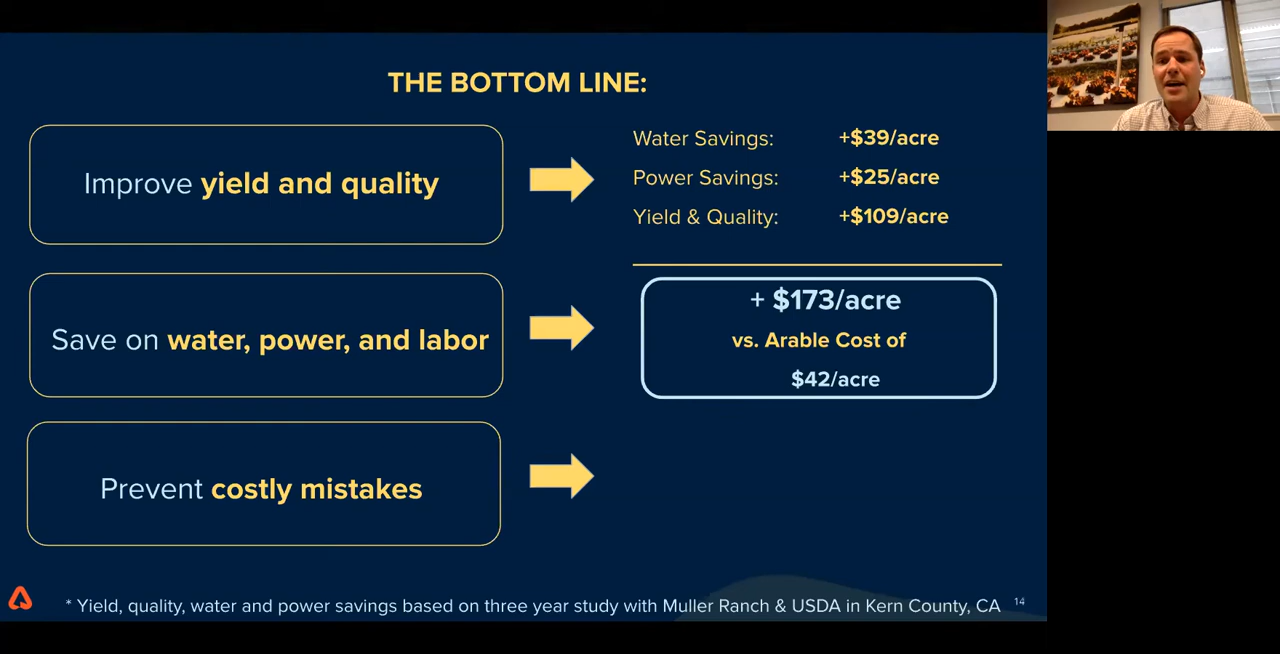 THE BOTTOM LINE:
Improve yield and quality
Water Savings: +$39/acre
Power Savings: +$25/acre
Yield & Quality: +$109/acre
Save on water, power, and labor
+ $173/acre
vs. Arable Cost of
$42/acre
Prevent costly mistakes
* Yield, quality, water and power savings based on three year study with Muller Ranch & USDA in Kern County, CA
14